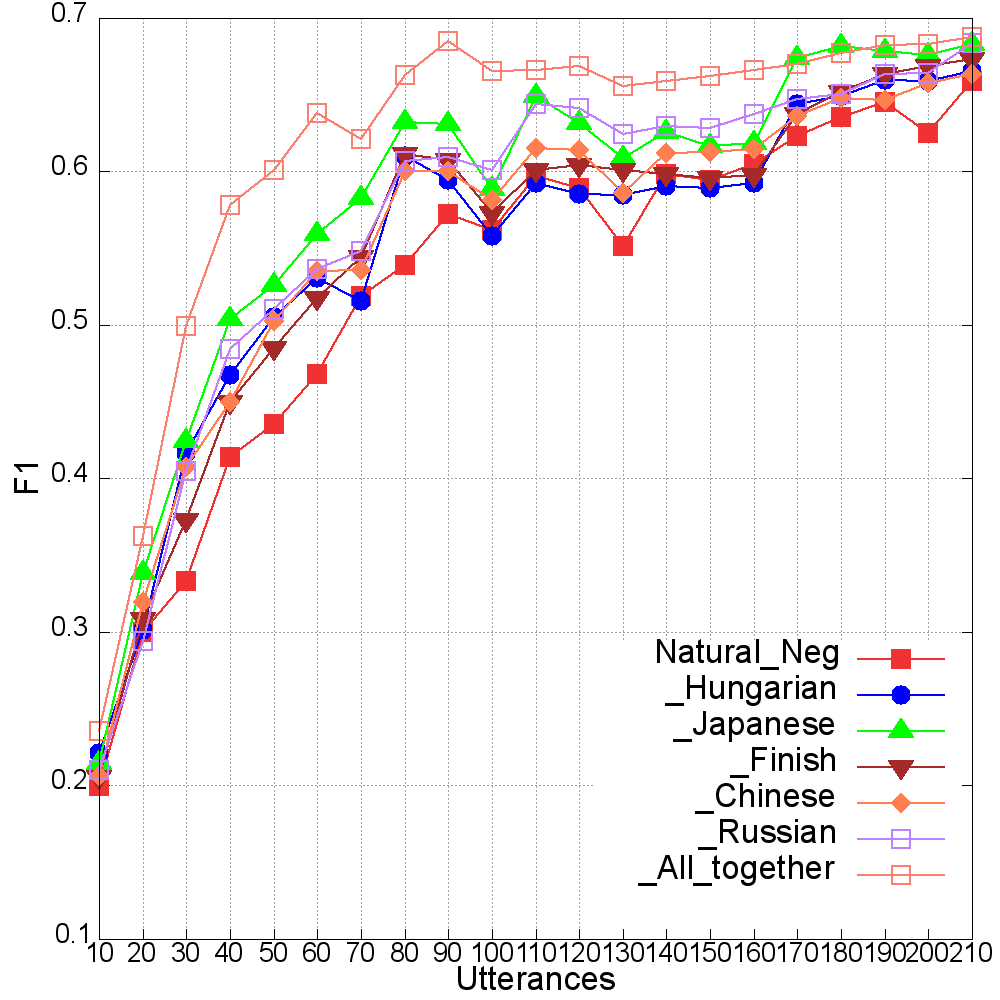 0.7
0.6
0.5
0.4
0.3
0.2
0.1
F1
Natural_Neg
_Hungarian
_Japanese
_Finish
_Chinese
_Russian
_All_together
10 20 30 40 50 60 70 80 90 100 110 120 130 140 150 160 170 180 190 200 210
Utterances